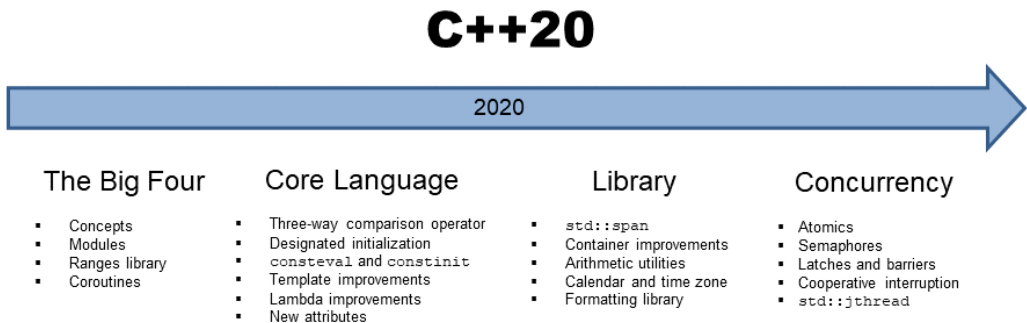 C++20
2020
The Big Four
▪ Concepts
▪ Modules
▪ Ranges library
▪ Coroutines
Core Language
▪ Three-way comparison operator
▪ Designated initialization
▪ consteval and constinit
▪ Template improvements
▪ Lambda improvements
▪ New attributes
Library
▪ std::span
▪ Container improvements
▪ Arithmetic utilities
▪ Calendar and time zone
▪ Formatting library
Concurrency
▪ Atomics
▪ Semaphores
▪ Latches and barriers
▪ Cooperative interruption
▪ std::jthread